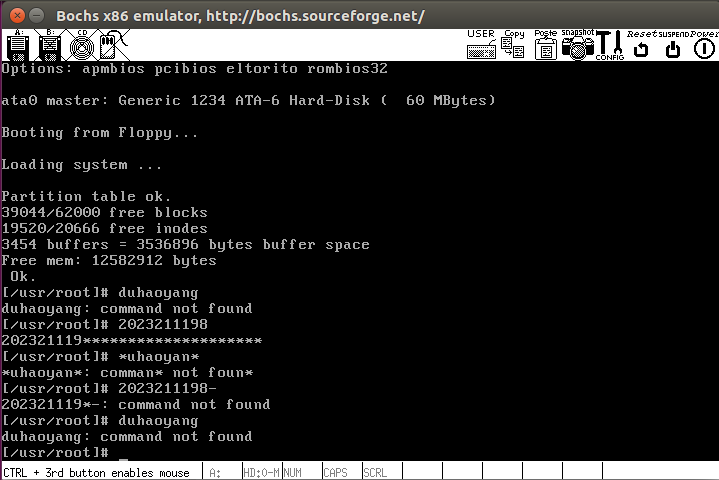 Bochs x86 emulator, http://bochs.sourceforge.net/
A: B: CD USER Copy Paste snapshot CONFIG Reset SUSPEND Power
Options: apmbios pcibios eltorito rombios32
ata0 master: Generic 1234 ATA-6 Hard-Disk (  60 MBytes)
Booting from Floppy...
Loading system ...
Partition table ok.
39044/62000 free blocks
19520/20666 free inodes
3454 buffers = 3536896 bytes buffer space
Free mem: 12582912 bytes
 Ok.
[/usr/root]# duhaoyang
duhaoyang: command not found
[/usr/root]# 2023211198
202321119********************
[/usr/root]# *uhaoyan*
*uhaoyan*: comman* not foun*
[/usr/root]# 2023211198-
202321119*-: command not found
[/usr/root]# duhaoyang
duhaoyang: command not found
[/usr/root]# _
CTRL + 3rd button enables mouse A: HD:0-M NUM CAPS SCRL